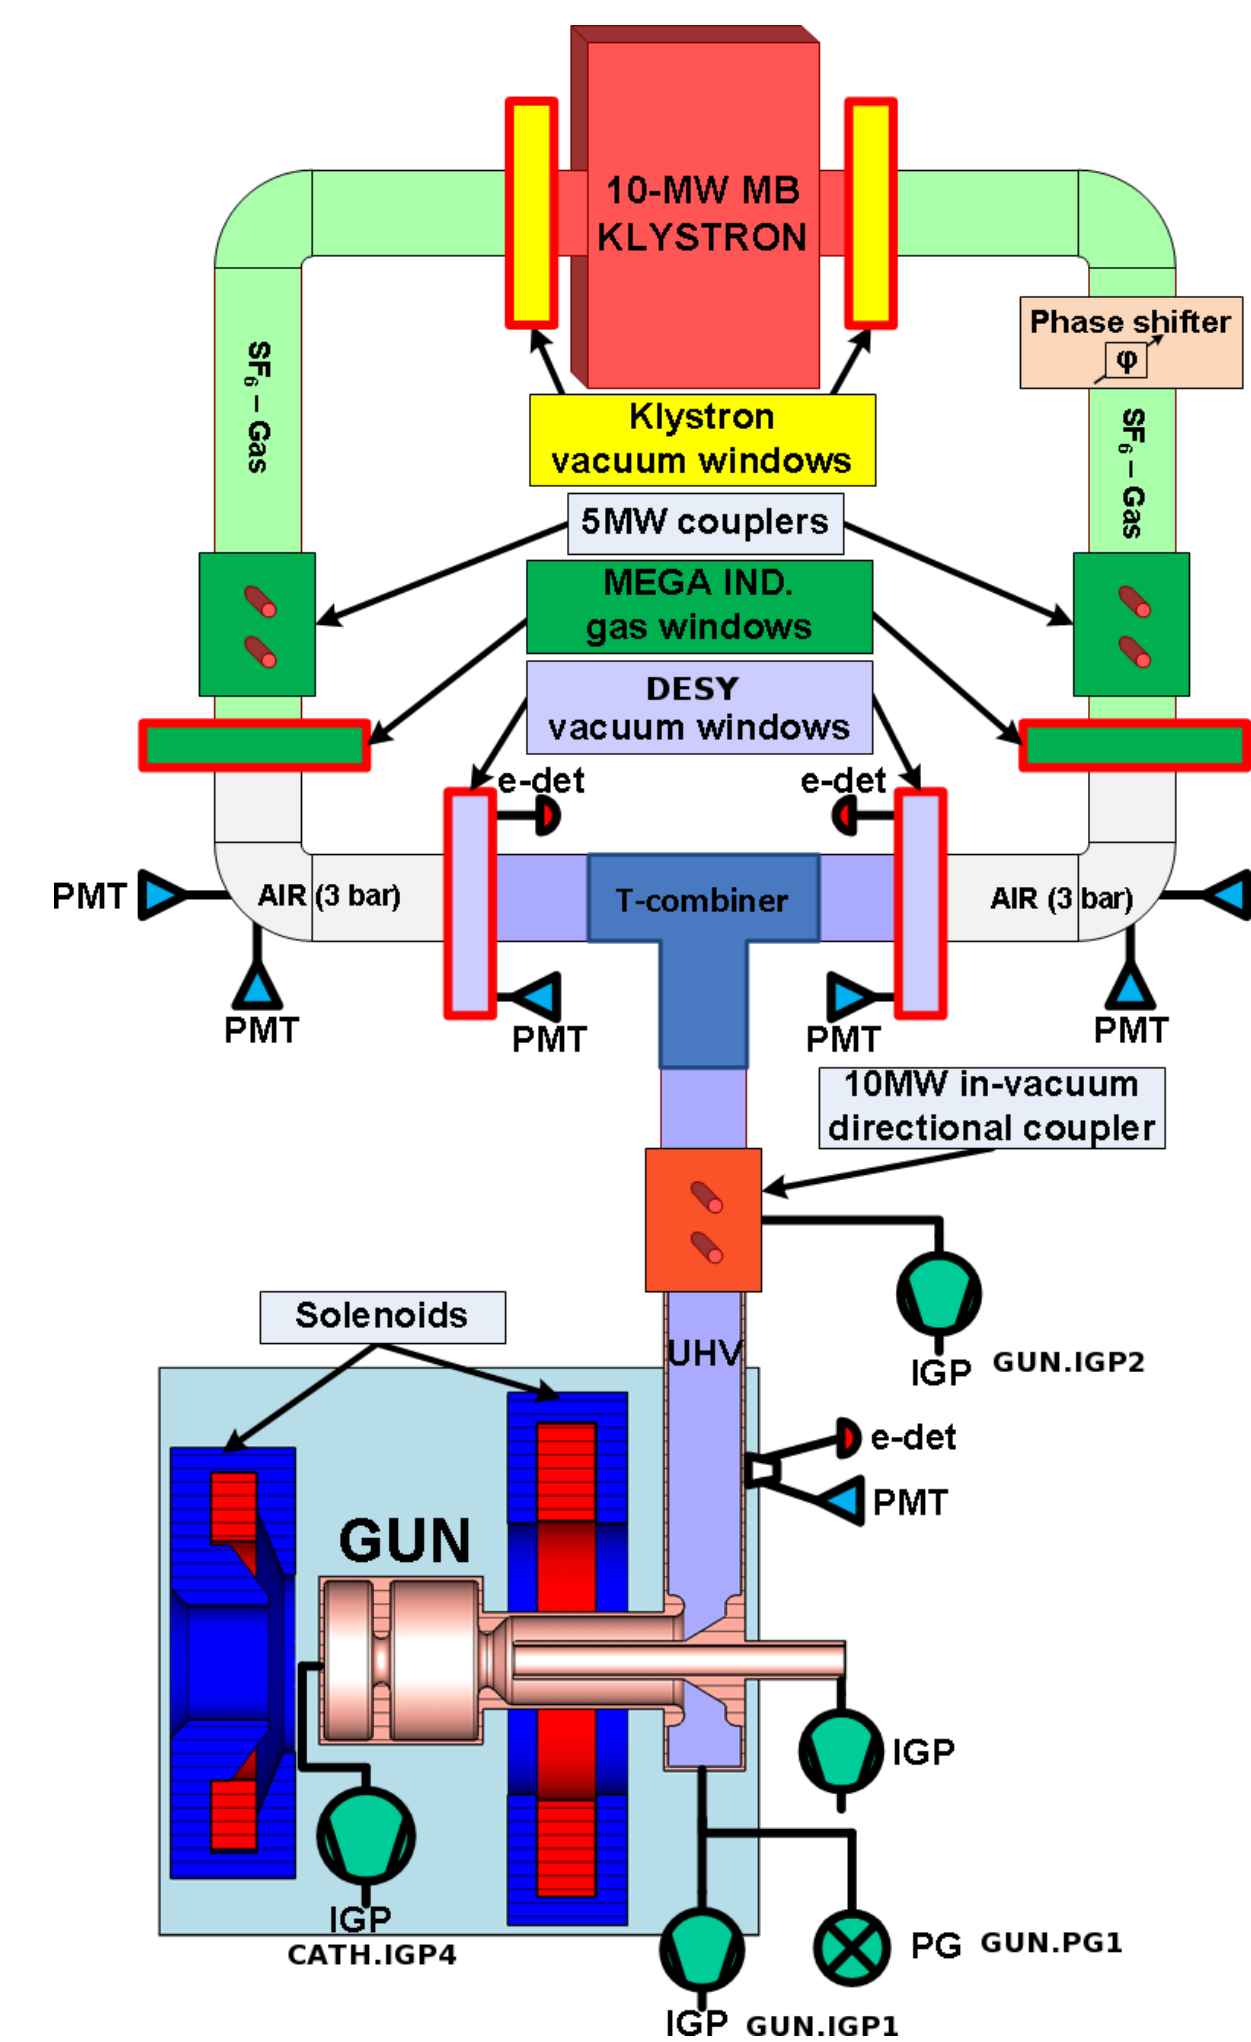 10-MW MB
KLYSTRON
Phase shifter
φ
SF₆ – Gas
SF₆ – Gas
Klystron
vacuum windows
5MW couplers
MEGA IND.
gas windows
DESY
vacuum windows
e-det
e-det
PMT
AIR (3 bar)
T-combiner
AIR (3 bar)
PMT
PMT
PMT
PMT
10MW in-vacuum
directional coupler
Solenoids
UHV
IGP
GUN.IGP2
e-det
PMT
GUN
IGP
IGP
CATH.IGP4
PG
GUN.PG1
IGP
GUN.IGP1